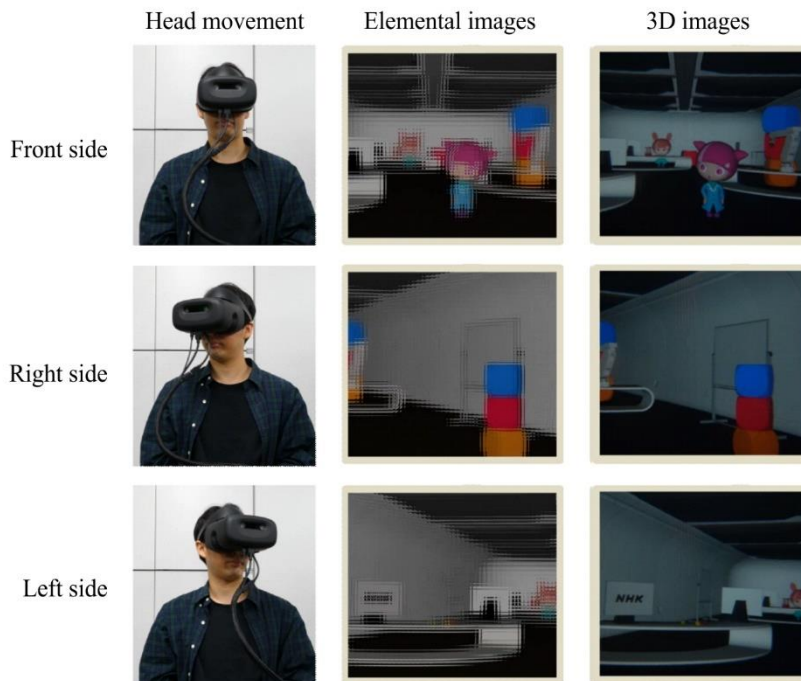 Head movement Elemental images 3D images
Front side
Right side
Left side
NHK